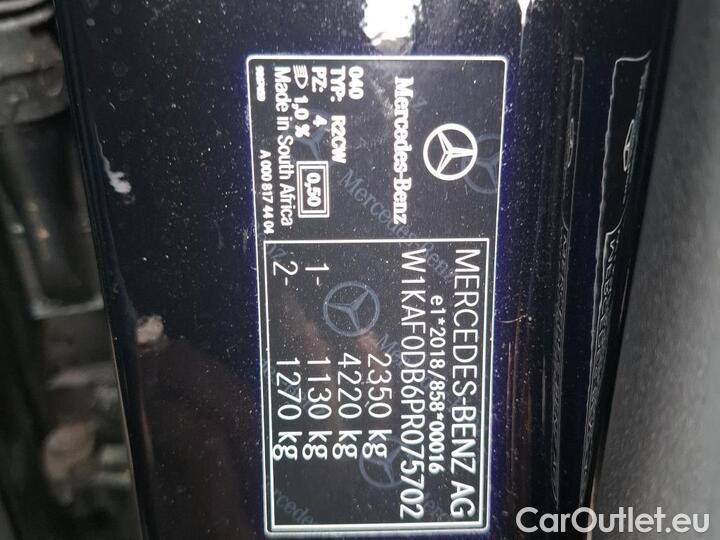 Mercedes-Benz
040
TYP: R2CW
PZ: 4
1,0 %
0,50
Made in South Africa
A 000 817 44 04
MERCEDES-BENZ AG
e1*2018/858*00016
W1KAF0DB6PR075702
2350 kg
4220 kg
1- 1130 kg
2- 1270 kg
CarOutlet.eu